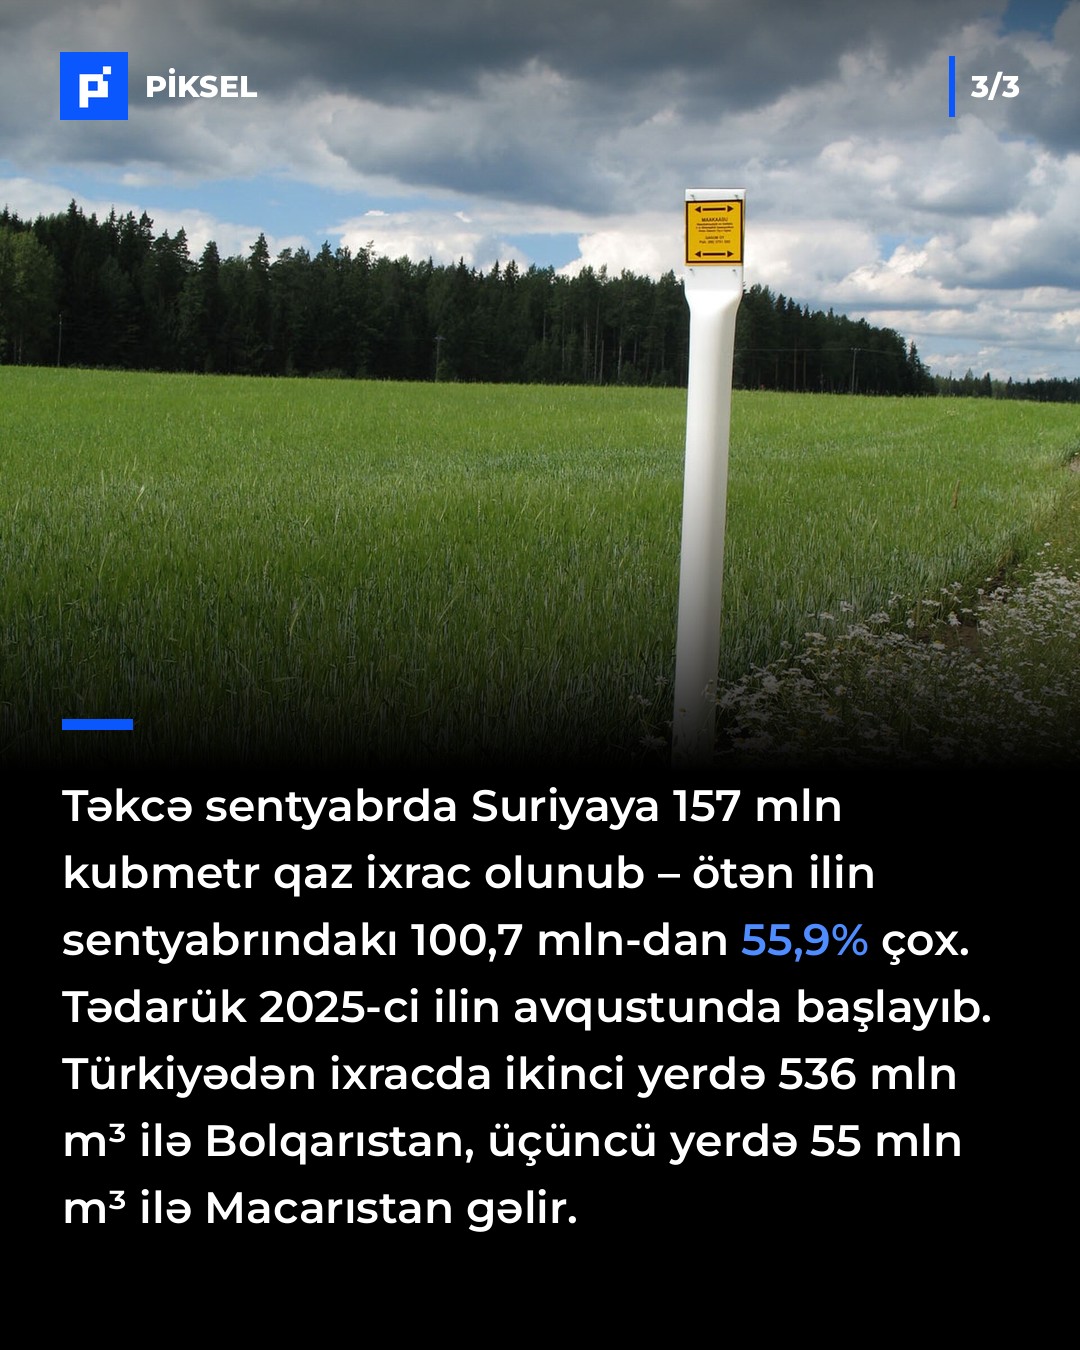 PİKSEL
3/3
MAAKAASU
Təkcə sentyabrda Suriyaya 157 mln
kubmetr qaz ixrac olunub – ötən ilin
sentyabrındakı 100,7 mln-dan 55,9% çox.
Tədarük 2025-ci ilin avqustunda başlayıb.
Türkiyədən ixracda ikinci yerdə 536 mln
m³ ilə Bolqarıstan, üçüncü yerdə 55 mln
m³ ilə Macarıstan gəlir.